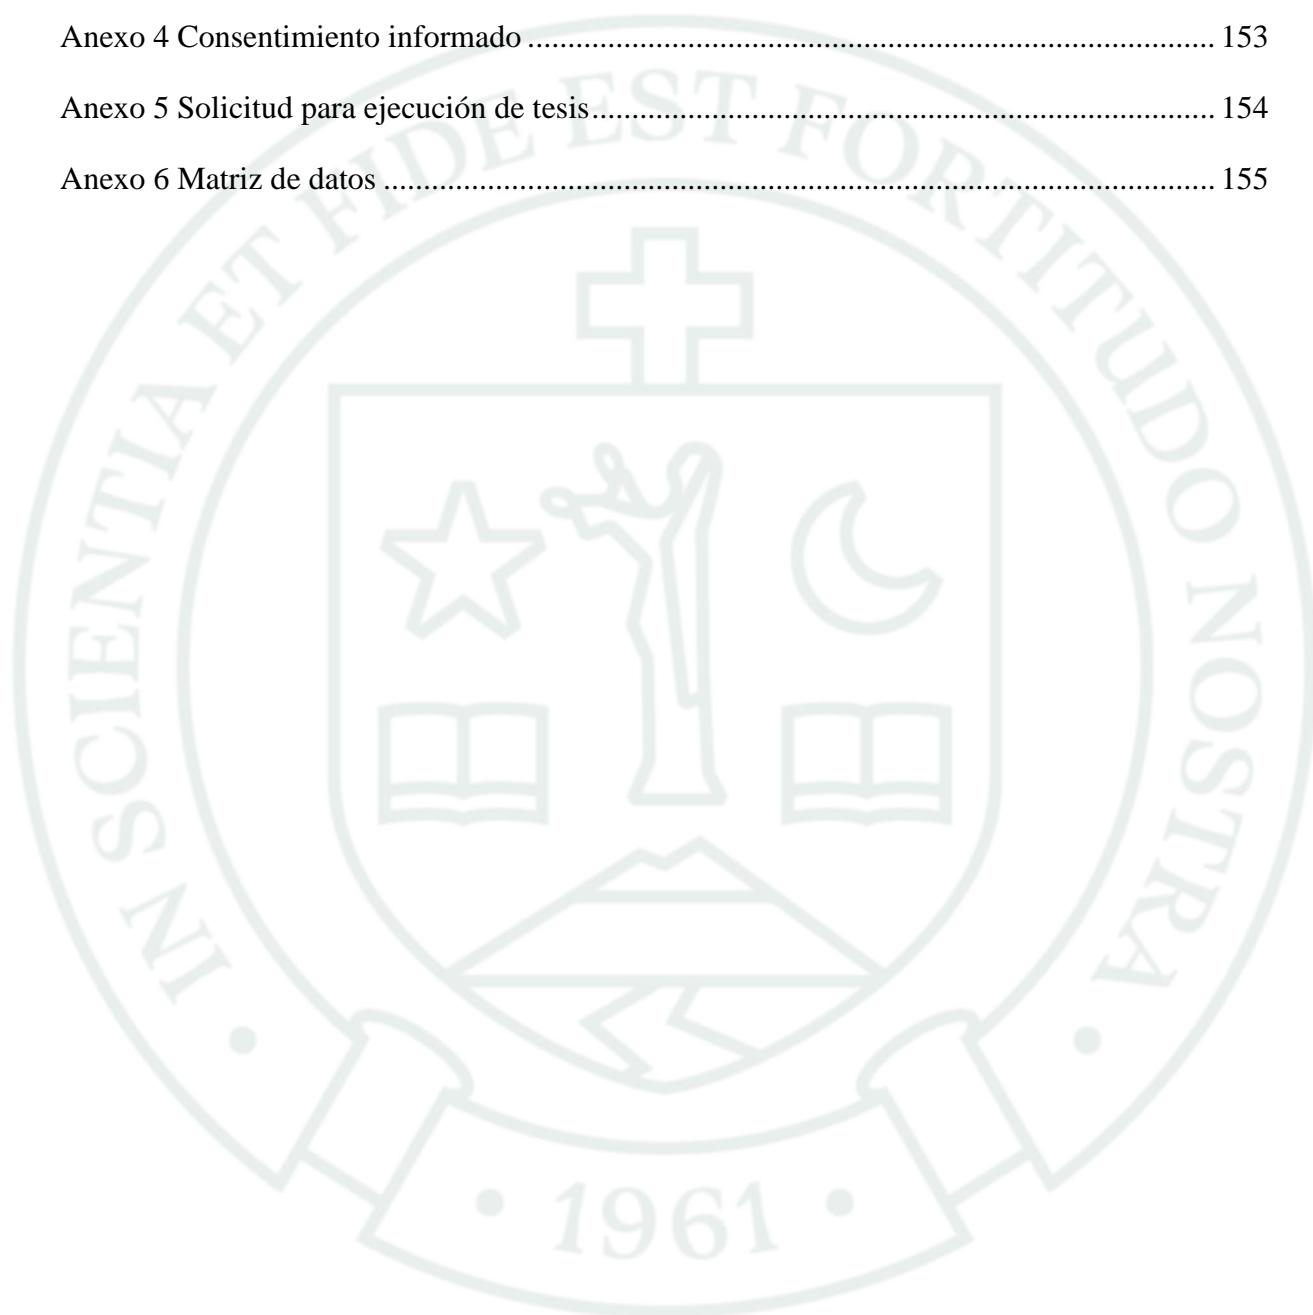 Anexo 4 Consentimiento informado ....................................................................................... 153
Anexo 5 Solicitud para ejecución de tesis............................................................................... 154
Anexo 6 Matriz de datos ......................................................................................................... 155
IN SCIENTIA ET FIDE EST FORTITUDO NOSTRA
• 1961 •